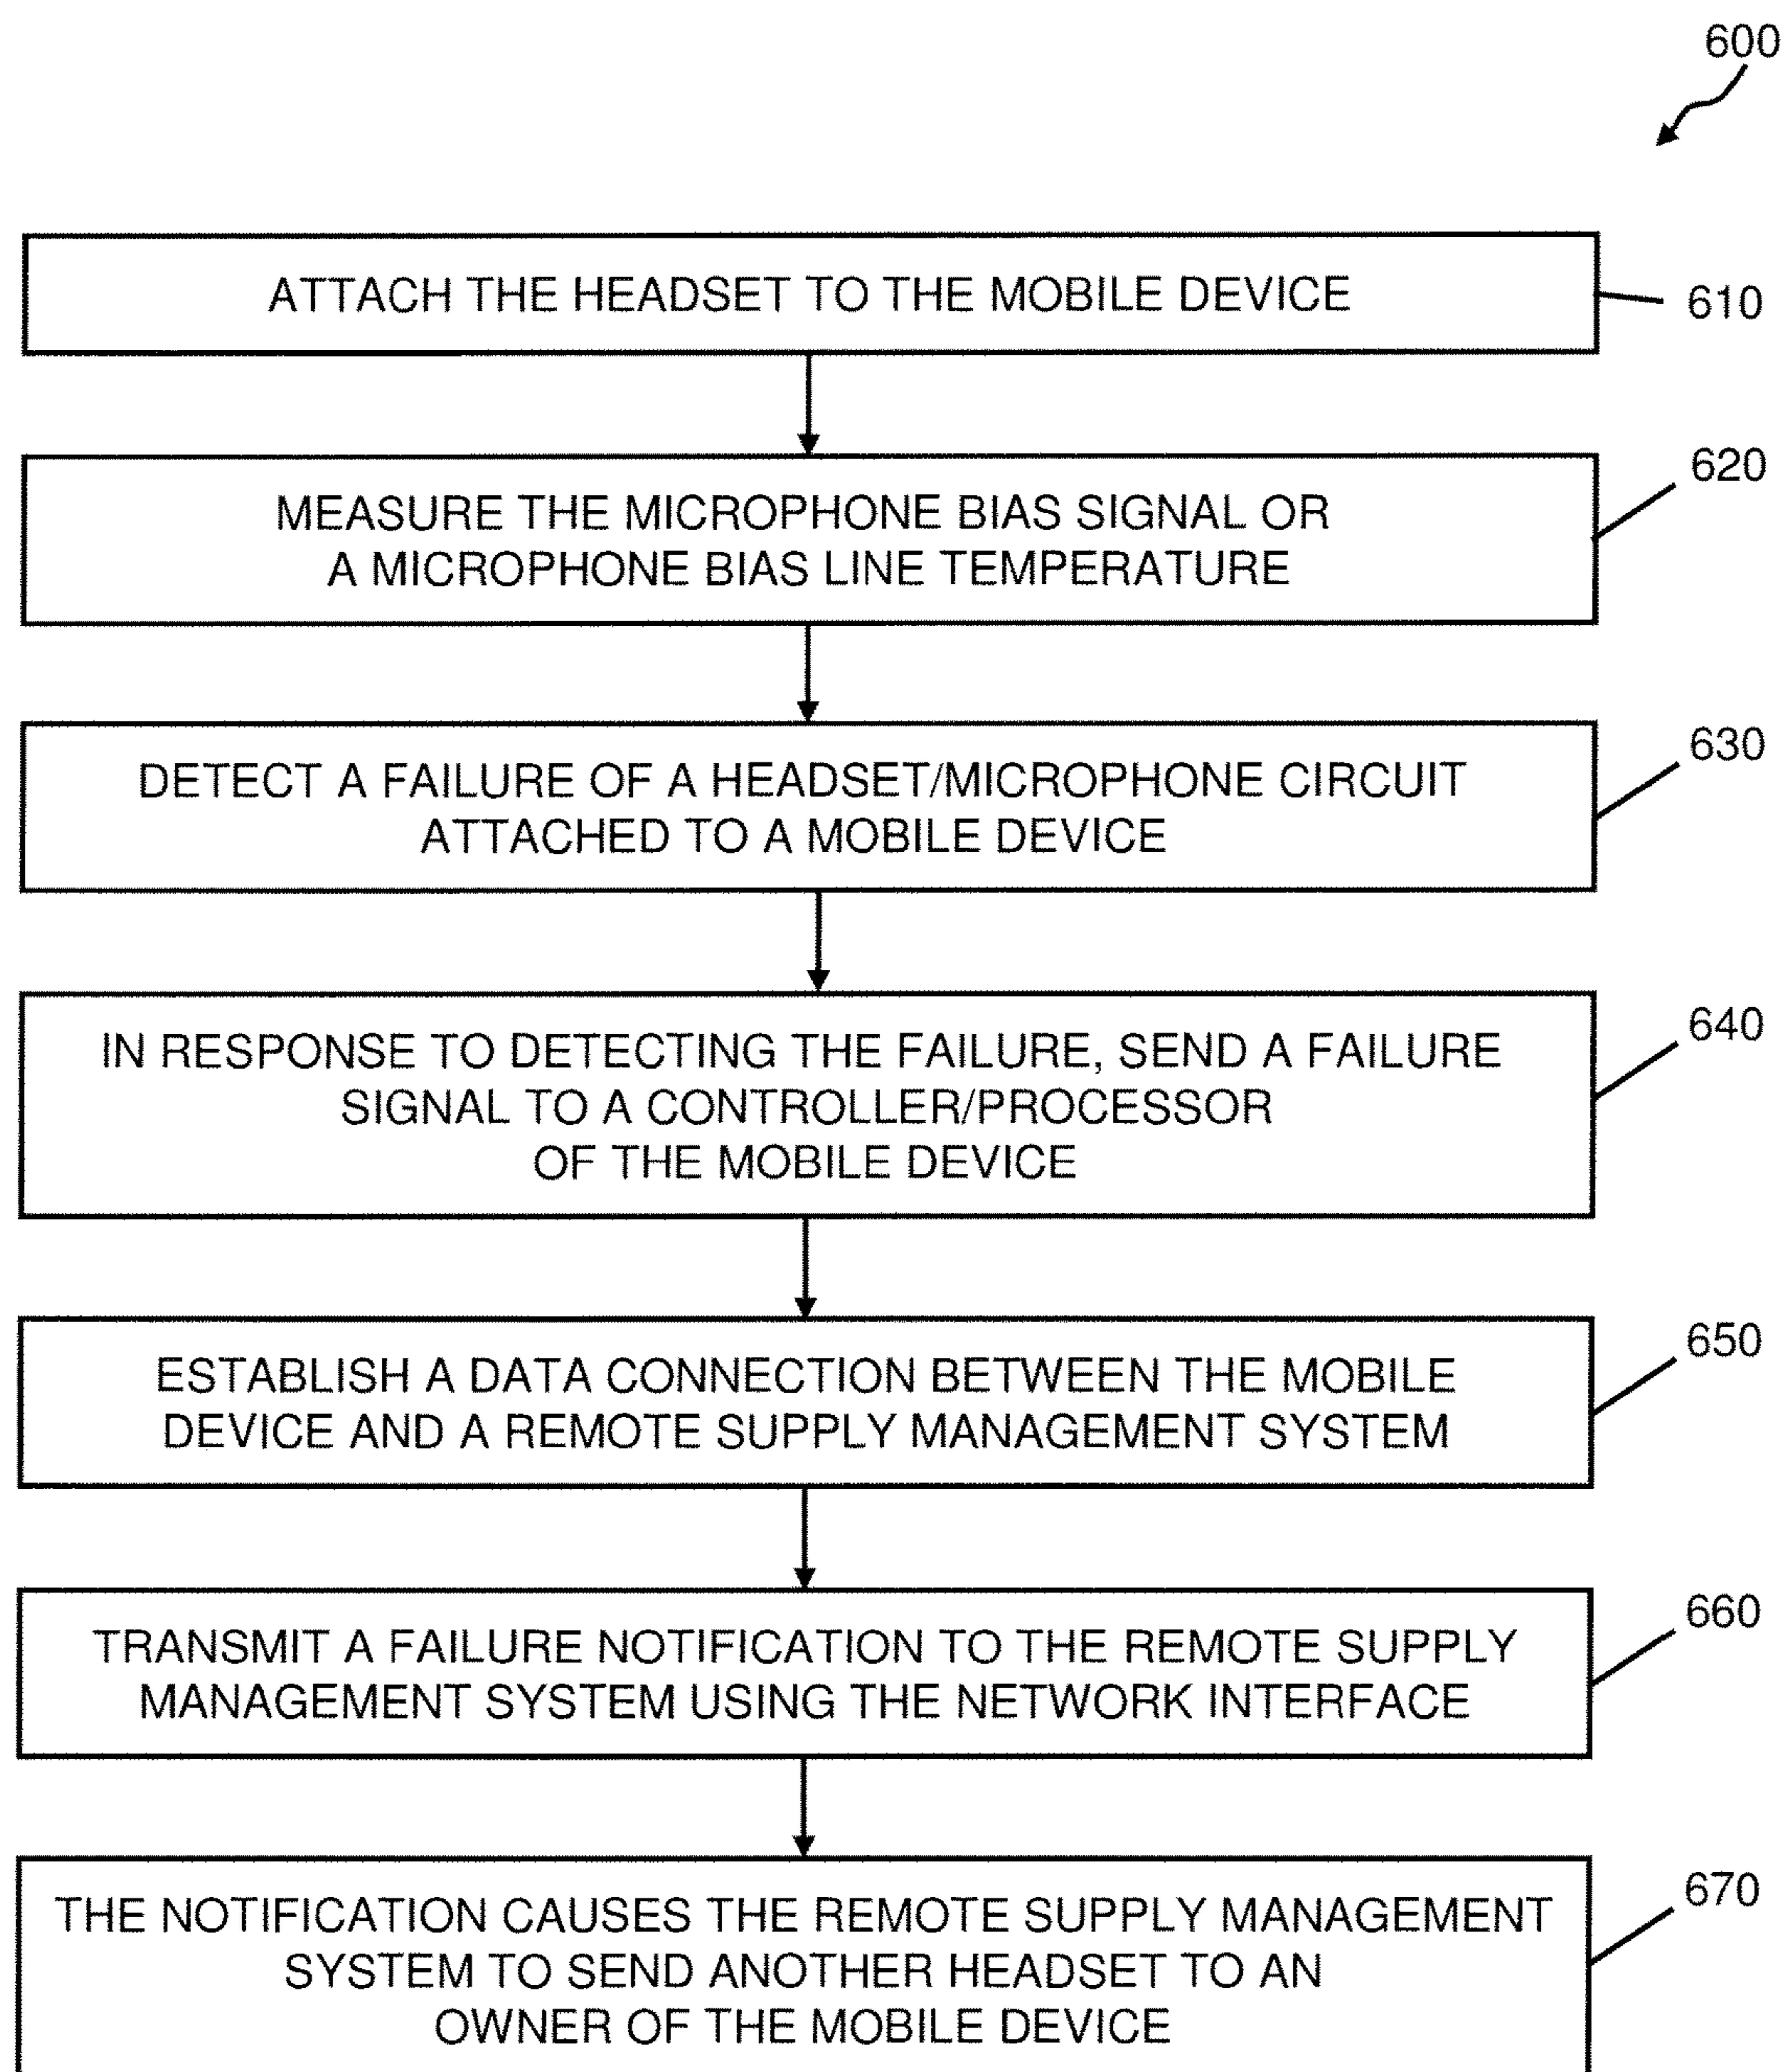 600
ATTACH THE HEADSET TO THE MOBILE DEVICE
610
MEASURE THE MICROPHONE BIAS SIGNAL OR
A MICROPHONE BIAS LINE TEMPERATURE
620
DETECT A FAILURE OF A HEADSET/MICROPHONE CIRCUIT
ATTACHED TO A MOBILE DEVICE
630
IN RESPONSE TO DETECTING THE FAILURE, SEND A FAILURE
SIGNAL TO A CONTROLLER/PROCESSOR
OF THE MOBILE DEVICE
640
ESTABLISH A DATA CONNECTION BETWEEN THE MOBILE
DEVICE AND A REMOTE SUPPLY MANAGEMENT SYSTEM
650
TRANSMIT A FAILURE NOTIFICATION TO THE REMOTE SUPPLY
MANAGEMENT SYSTEM USING THE NETWORK INTERFACE
660
THE NOTIFICATION CAUSES THE REMOTE SUPPLY MANAGEMENT
SYSTEM TO SEND ANOTHER HEADSET TO AN
OWNER OF THE MOBILE DEVICE
670